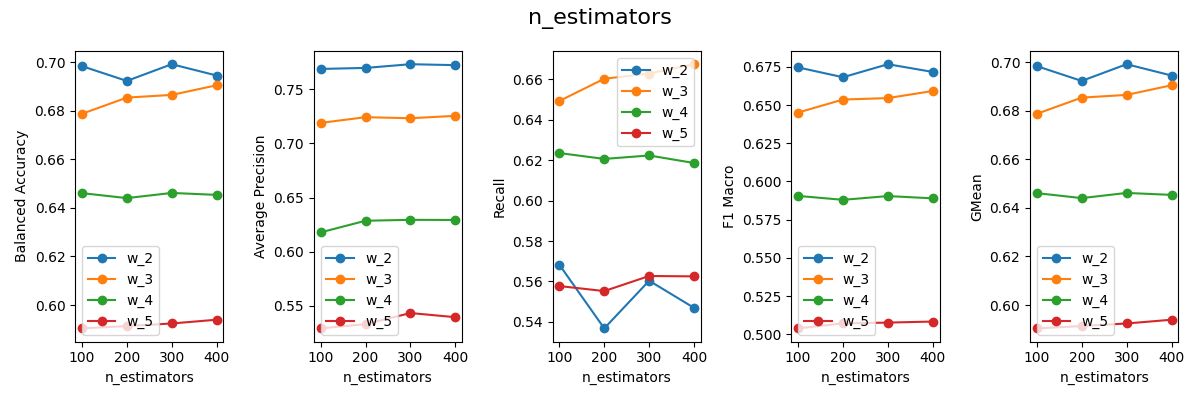 n_estimators
Balanced Accuracy
0.70
0.68
0.66
0.64
0.62
0.60
w_2
w_3
w_4
w_5
100 200 300 400
n_estimators
Average Precision
0.75
0.70
0.65
0.60
0.55
w_2
w_3
w_4
w_5
100 200 300 400
n_estimators
Recall
0.66
0.64
0.62
0.60
0.58
0.56
0.54
w_2
w_3
w_4
w_5
100 200 300 400
n_estimators
F1 Macro
0.675
0.650
0.625
0.600
0.575
0.550
0.525
0.500
w_2
w_3
w_4
w_5
100 200 300 400
n_estimators
GMean
0.70
0.68
0.66
0.64
0.62
0.60
w_2
w_3
w_4
w_5
100 200 300 400
n_estimators